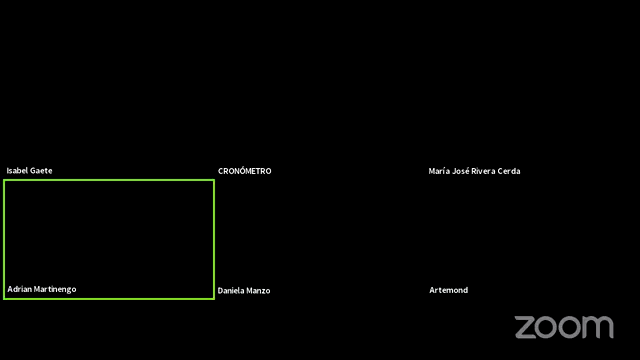 Isabel Gaete
CRONÓMETRO
María José Rivera Cerda
Adrian Martinengo
Daniela Manzo
Artemond
zoom